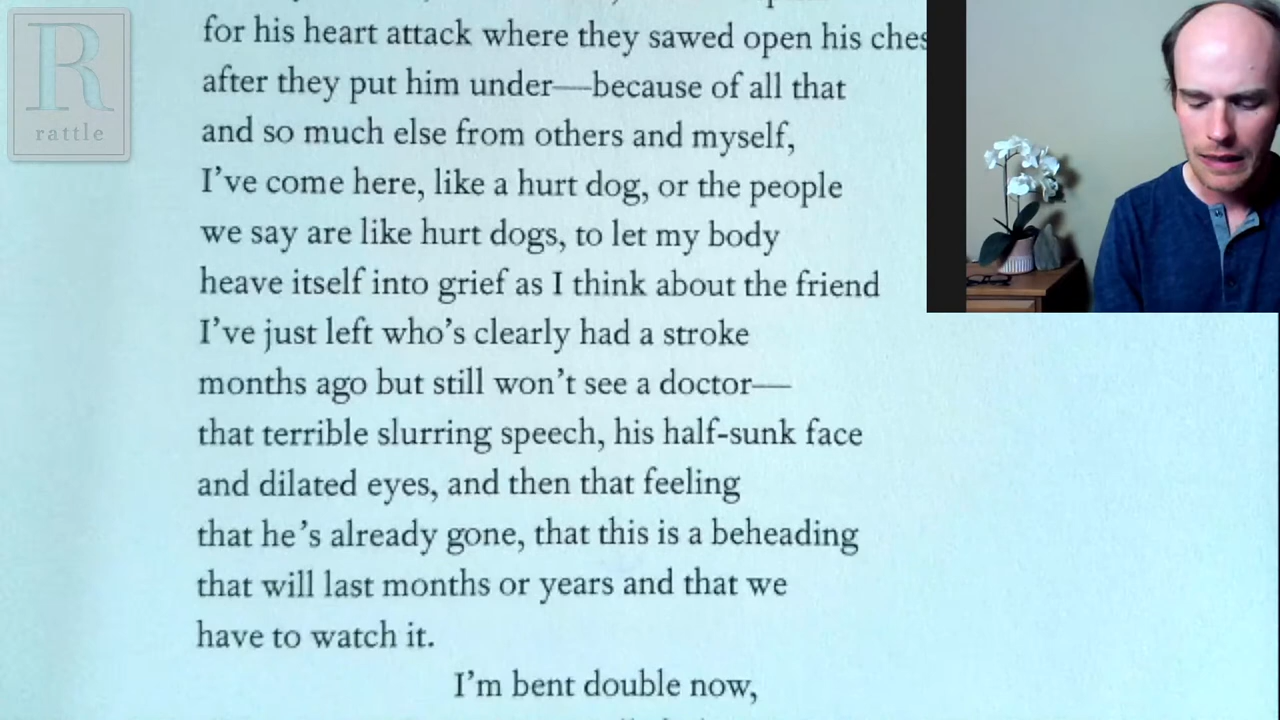 R
rattle
for his heart attack where they sawed open his ches
after they put him under—because of all that
and so much else from others and myself,
I've come here, like a hurt dog, or the people
we say are like hurt dogs, to let my body
heave itself into grief as I think about the friend
I've just left who's clearly had a stroke
months ago but still won't see a doctor—
that terrible slurring speech, his half-sunk face
and dilated eyes, and then that feeling
that he's already gone, that this is a beheading
that will last months or years and that we
have to watch it.
I'm bent double now,